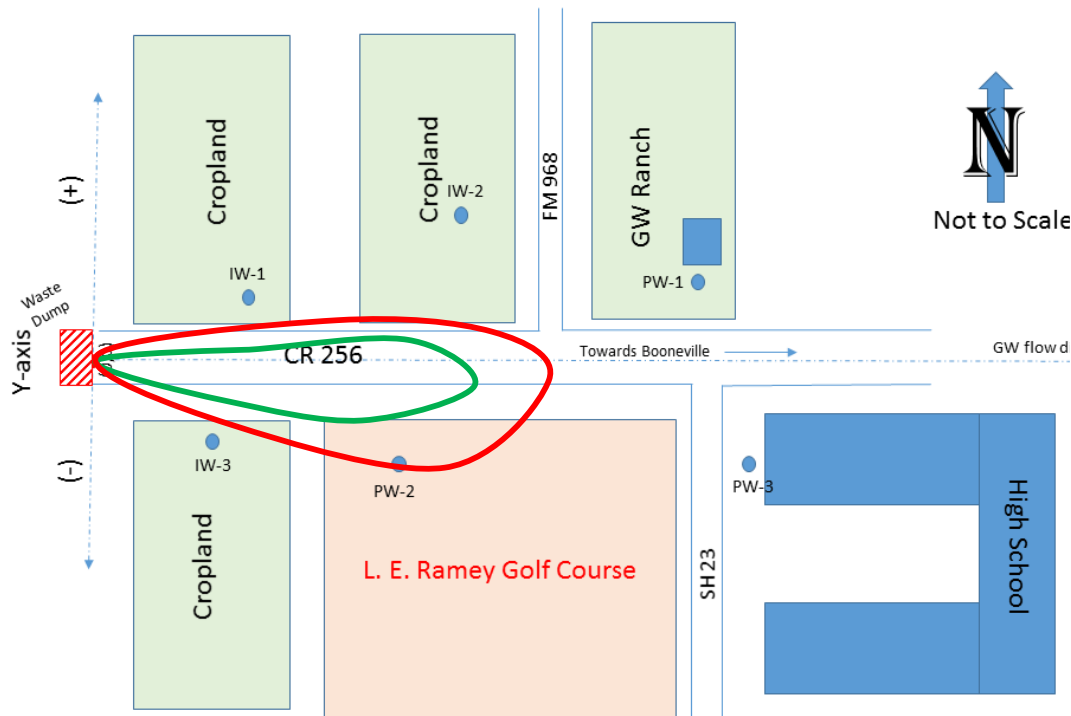 Cropland
Cropland
IW-2
FM 968
GW Ranch
N
Not to Scale
(+)
IW-1
PW-1
Waste
Dump
Y-axis
CR 256
Towards Booneville
GW flow d
(-)
IW-3
PW-2
PW-3
Cropland
L. E. Ramey Golf Course
SH 23
High School